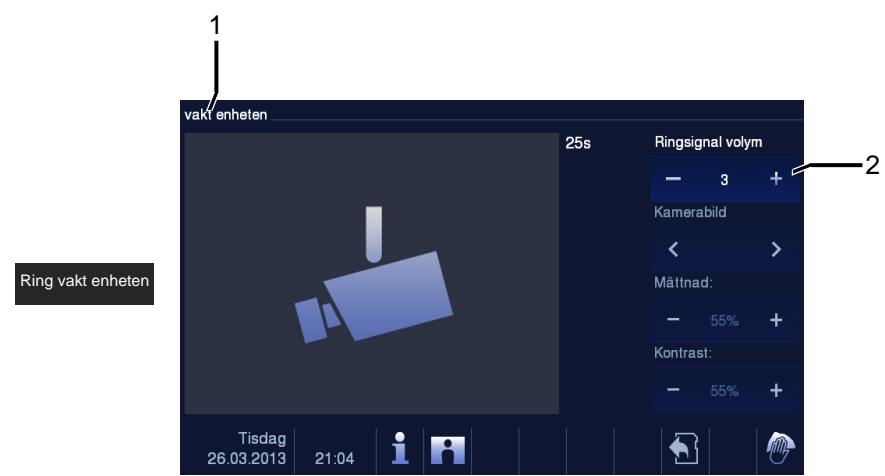 1
vakt enheten
25s
Ringsignal volym
2
3
Kamerabild
Ring vakt enheten
Mättnad:
55%
Kontrast:
55%
Tisdag
26.03.2013
21:04